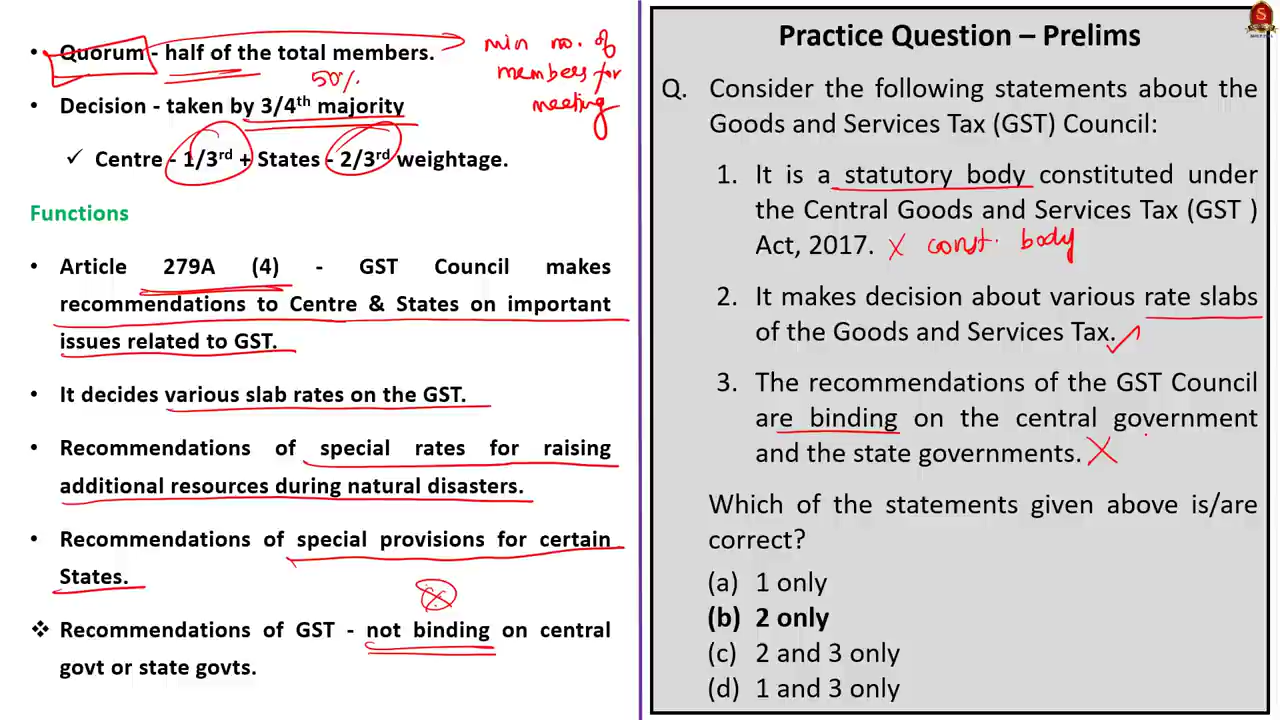 • Quorum - half of the total members.
min no. of
members for
meeting
50%
• Decision - taken by 3/4th majority
✓ Centre - 1/3rd + States - 2/3rd weightage.
Functions
• Article 279A (4) - GST Council makes
recommendations to Centre & States on important
issues related to GST.
• It decides various slab rates on the GST.
• Recommendations of special rates for raising
additional resources during natural disasters.
• Recommendations of special provisions for certain
States.
❖ Recommendations of GST - not binding on central
govt or state govts.
Practice Question – Prelims
Q. Consider the following statements about the
Goods and Services Tax (GST) Council:
1. It is a statutory body constituted under
the Central Goods and Services Tax (GST )
Act, 2017. X const. body
2. It makes decision about various rate slabs
of the Goods and Services Tax. ✓
3. The recommendations of the GST Council
are binding on the central government
and the state governments. X
Which of the statements given above is/are
correct?
(a) 1 only
(b) 2 only
(c) 2 and 3 only
(d) 1 and 3 only